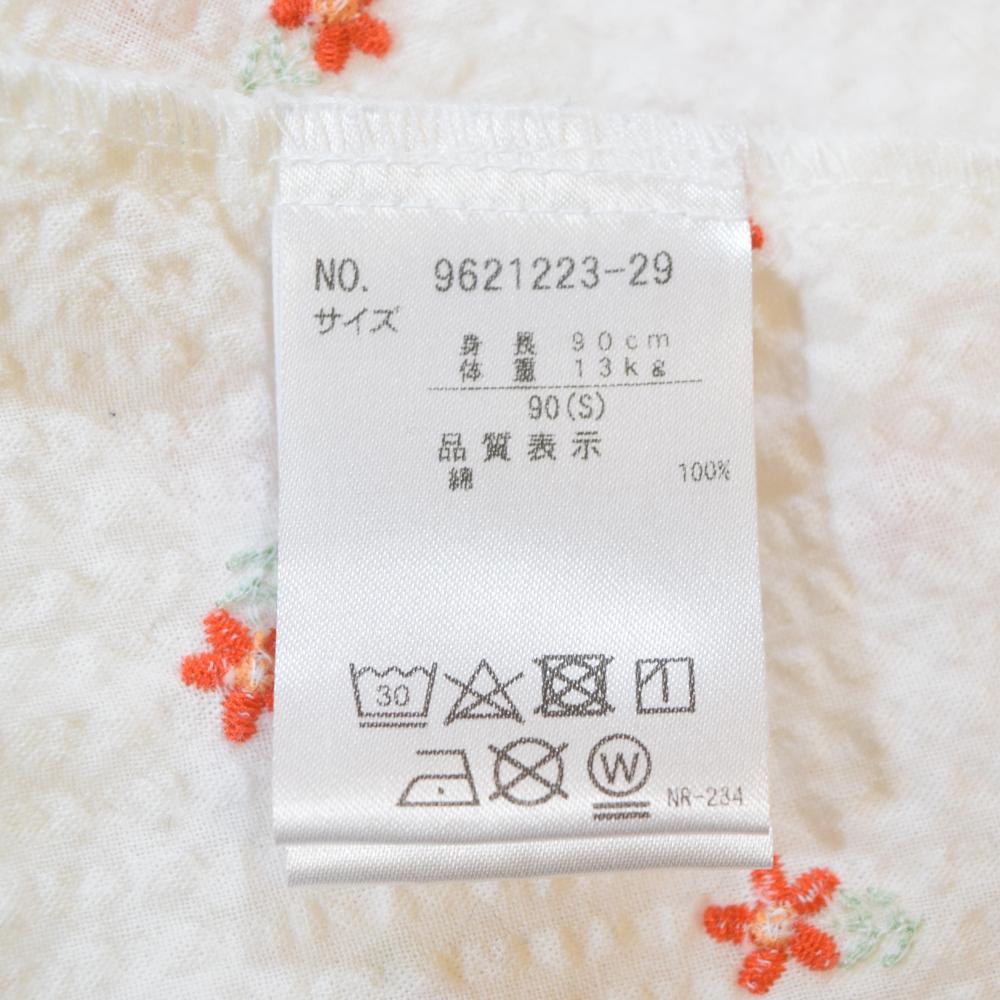 NO. 9621223-29
サイズ
身 長 90cm
体 重 13kg
90(S)
品質表示
綿 100%
30
W
NR-234